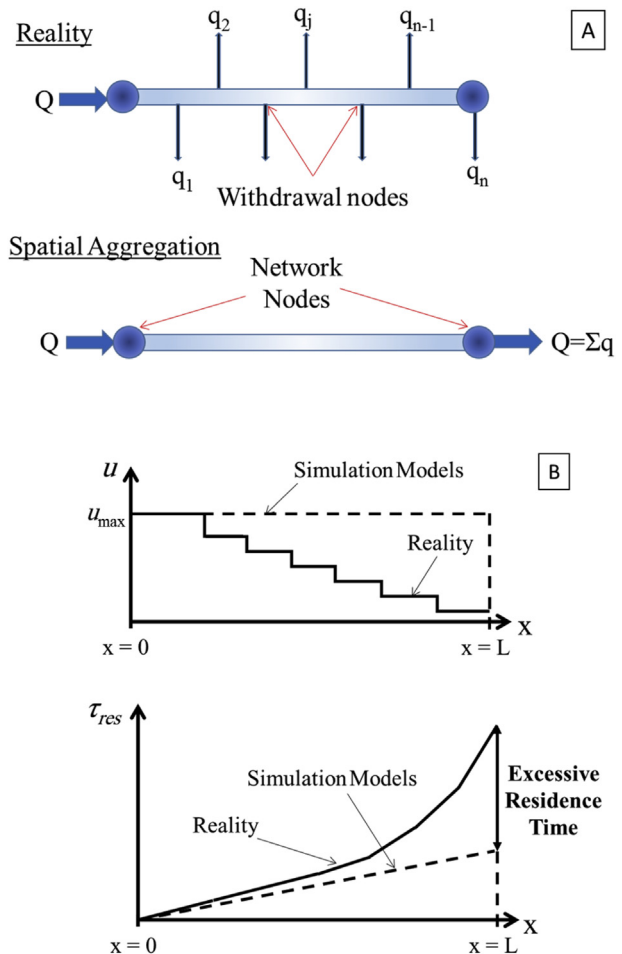 Reality
A
q2
qj
qn-1
Q
q1
qn
Withdrawal nodes
Spatial Aggregation
Network
Nodes
Q
Q=Σq
B
u
Simulation Models
umax
Reality
x
x = 0
x = L
τres
Simulation Models
Excessive
Residence
Time
Reality
x
x = 0
x = L